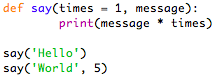 def say(times = 1, message):
        print(message * times)

say('Hello')
say('World', 5)